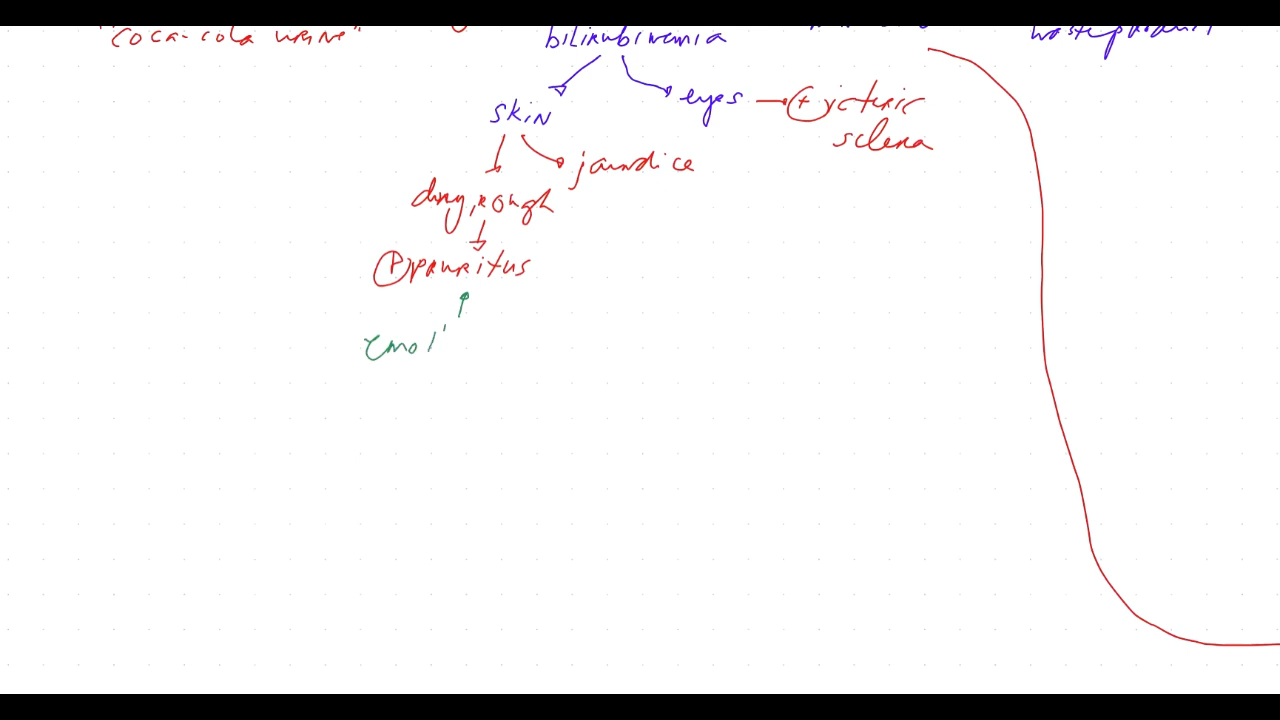 "coca-cola urine"
bilirubinemia
skin
eyes → ⊕ icteric
sclera
jaundice
dry, rough
⊕ pruritus
emol